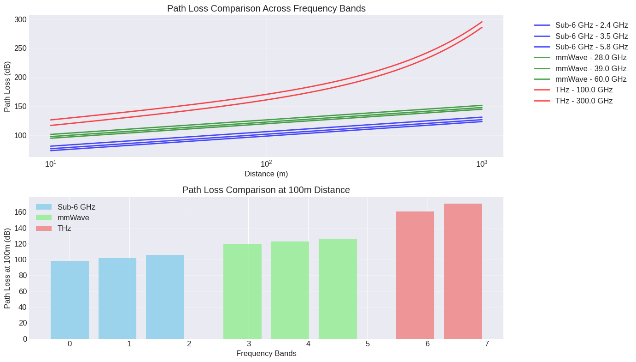 Path Loss Comparison Across Frequency Bands
300
250
200
150
100
Path Loss (dB)
10¹
10²
10³
Distance (m)
Sub-6 GHz - 2.4 GHz
Sub-6 GHz - 3.5 GHz
Sub-6 GHz - 5.8 GHz
mmWave - 28.0 GHz
mmWave - 39.0 GHz
mmWave - 60.0 GHz
THz - 100.0 GHz
THz - 300.0 GHz
Path Loss Comparison at 100m Distance
Sub-6 GHz
mmWave
THz
160
140
120
100
80
60
40
20
0
Path Loss at 100m (dB)
0 1 2 3 4 5 6 7
Frequency Bands